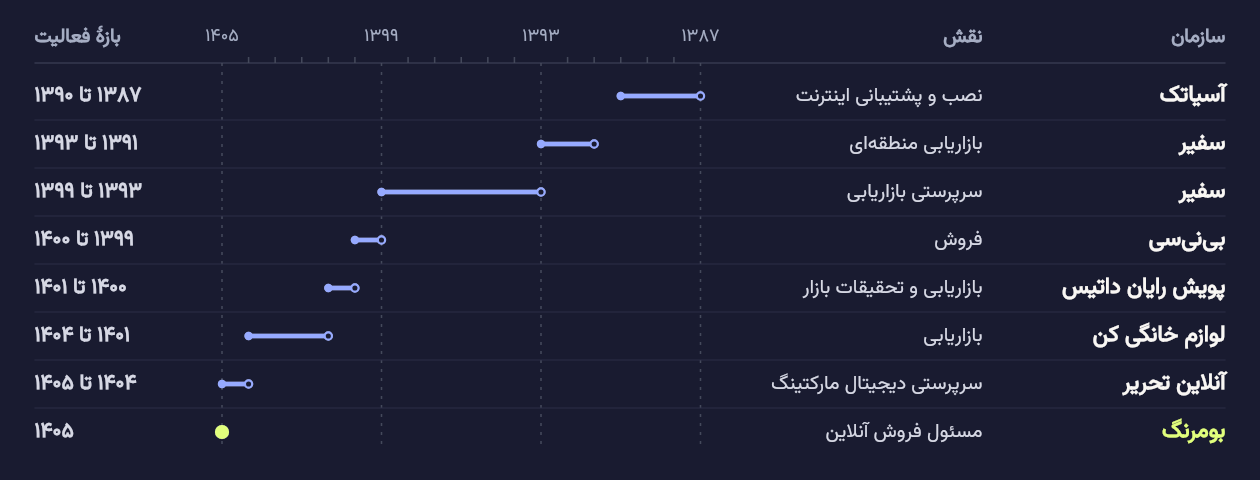 سازمان نقش ۱۳۸۷ ۱۳۹۳ ۱۳۹۹ ۱۴۰۵ بازهٔ فعالیت
آسیاتک نصب و پشتیبانی اینترنت ۱۳۸۷ تا ۱۳۹۰
سفیر بازاریابی منطقه‌ای ۱۳۹۱ تا ۱۳۹۳
سفیر سرپرستی بازاریابی ۱۳۹۳ تا ۱۳۹۹
بی‌نی‌سی فروش ۱۳۹۹ تا ۱۴۰۰
پویش رایان داتیس بازاریابی و تحقیقات بازار ۱۴۰۰ تا ۱۴۰۱
لوازم خانگی کن بازاریابی ۱۴۰۱ تا ۱۴۰۴
آنلاین تحریر سرپرستی دیجیتال مارکتینگ ۱۴۰۴ تا ۱۴۰۵
بومرنگ مسئول فروش آنلاین ۱۴۰۵